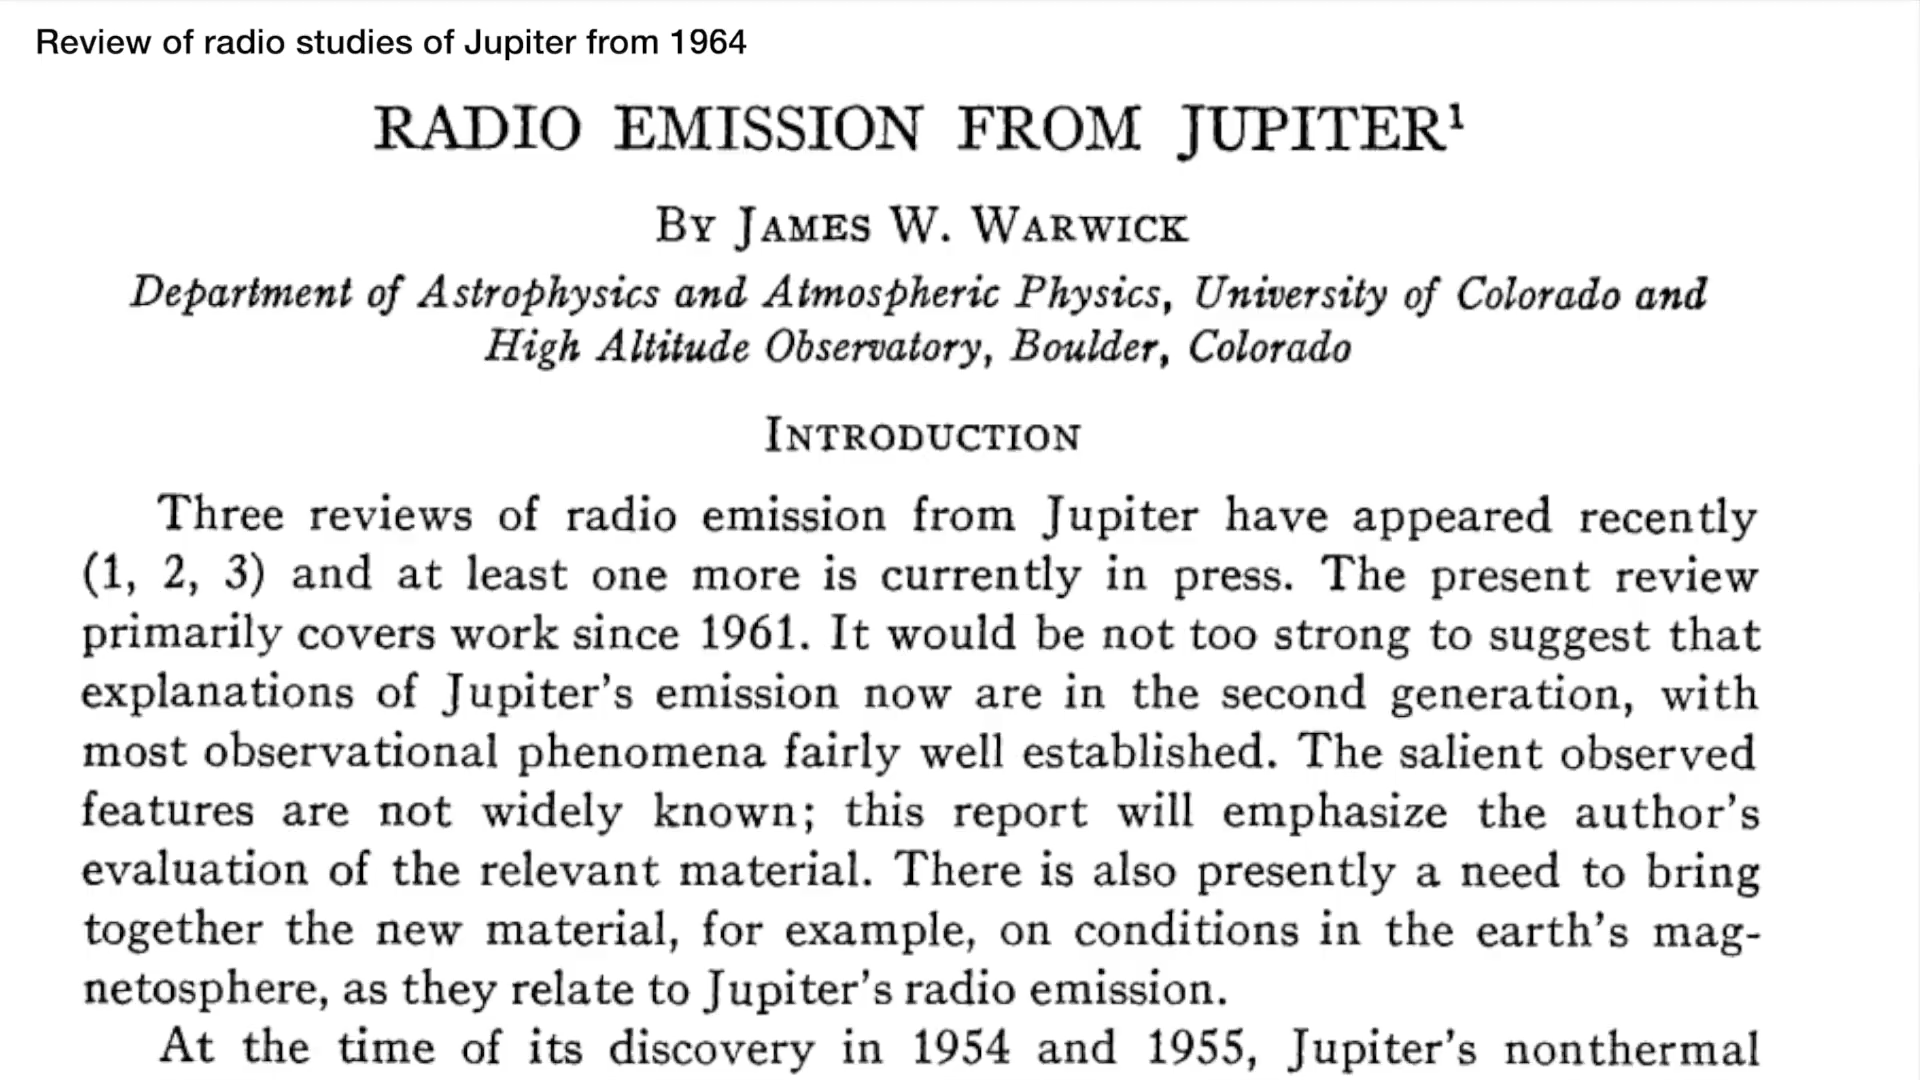 Review of radio studies of Jupiter from 1964
RADIO EMISSION FROM JUPITER¹
By James W. Warwick
Department of Astrophysics and Atmospheric Physics, University of Colorado and
High Altitude Observatory, Boulder, Colorado
Introduction
Three reviews of radio emission from Jupiter have appeared recently
(1, 2, 3) and at least one more is currently in press. The present review
primarily covers work since 1961. It would be not too strong to suggest that
explanations of Jupiter's emission now are in the second generation, with
most observational phenomena fairly well established. The salient observed
features are not widely known; this report will emphasize the author's
evaluation of the relevant material. There is also presently a need to bring
together the new material, for example, on conditions in the earth's mag-
netosphere, as they relate to Jupiter's radio emission.
At the time of its discovery in 1954 and 1955, Jupiter's nonthermal